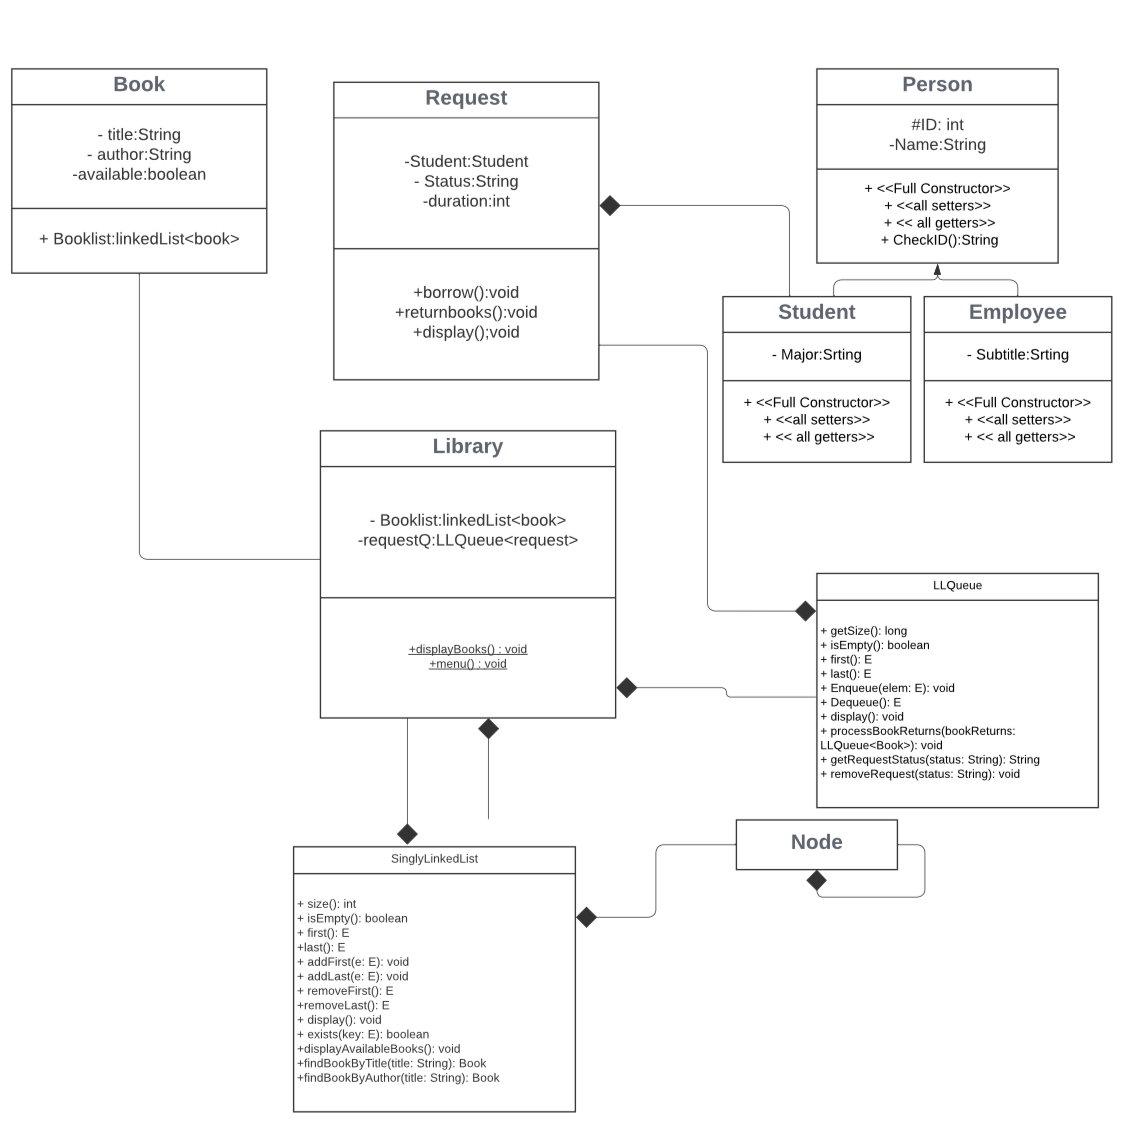 Book
- title:String
- author:String
-available:boolean
+ Booklist:linkedList<book>
Request
-Student:Student
- Status:String
-duration:int
+borrow():void
+returnbooks():void
+display();void
Person
#ID: int
-Name:String
+ <<Full Constructor>>
+ <<all setters>>
+ << all getters>>
+ CheckID():String
Student
- Major:Srting
+ <<Full Constructor>>
+ <<all setters>>
+ << all getters>>
Employee
- Subtitle:Srting
+ <<Full Constructor>>
+ <<all setters>>
+ << all getters>>
Library
- Booklist:linkedList<book>
-requestQ:LLQueue<request>
+displayBooks() : void
+menu() : void
LLQueue
+ getSize(): long
+ isEmpty(): boolean
+ first(): E
+ last(): E
+ Enqueue(elem: E): void
+ Dequeue(): E
+ display(): void
+ processBookReturns(bookReturns:
LLQueue<Book>): void
+ getRequestStatus(status: String): String
+ removeRequest(status: String): void
Node
SinglyLinkedList
+ size(): int
+ isEmpty(): boolean
+ first(): E
+last(): E
+ addFirst(e: E): void
+ addLast(e: E): void
+ removeFirst(): E
+removeLast(): E
+ display(): void
+ exists(key: E): boolean
+displayAvailableBooks(): void
+findBookByTitle(title: String): Book
+findBookByAuthor(title: String): Book